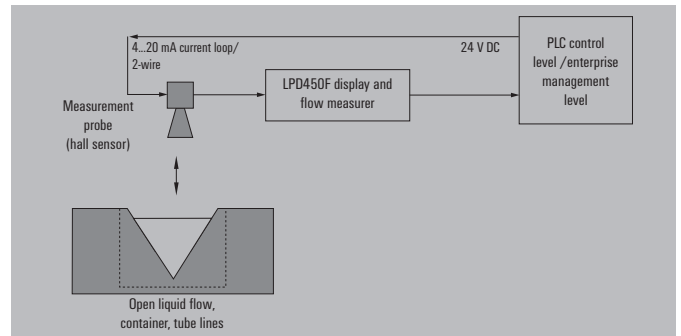 4...20 mA current loop/
2-wire
24 V DC
PLC control
level /enterprise
management
level
LPD450F display and
flow measurer
Measurement
probe
(hall sensor)
Open liquid flow,
container, tube lines